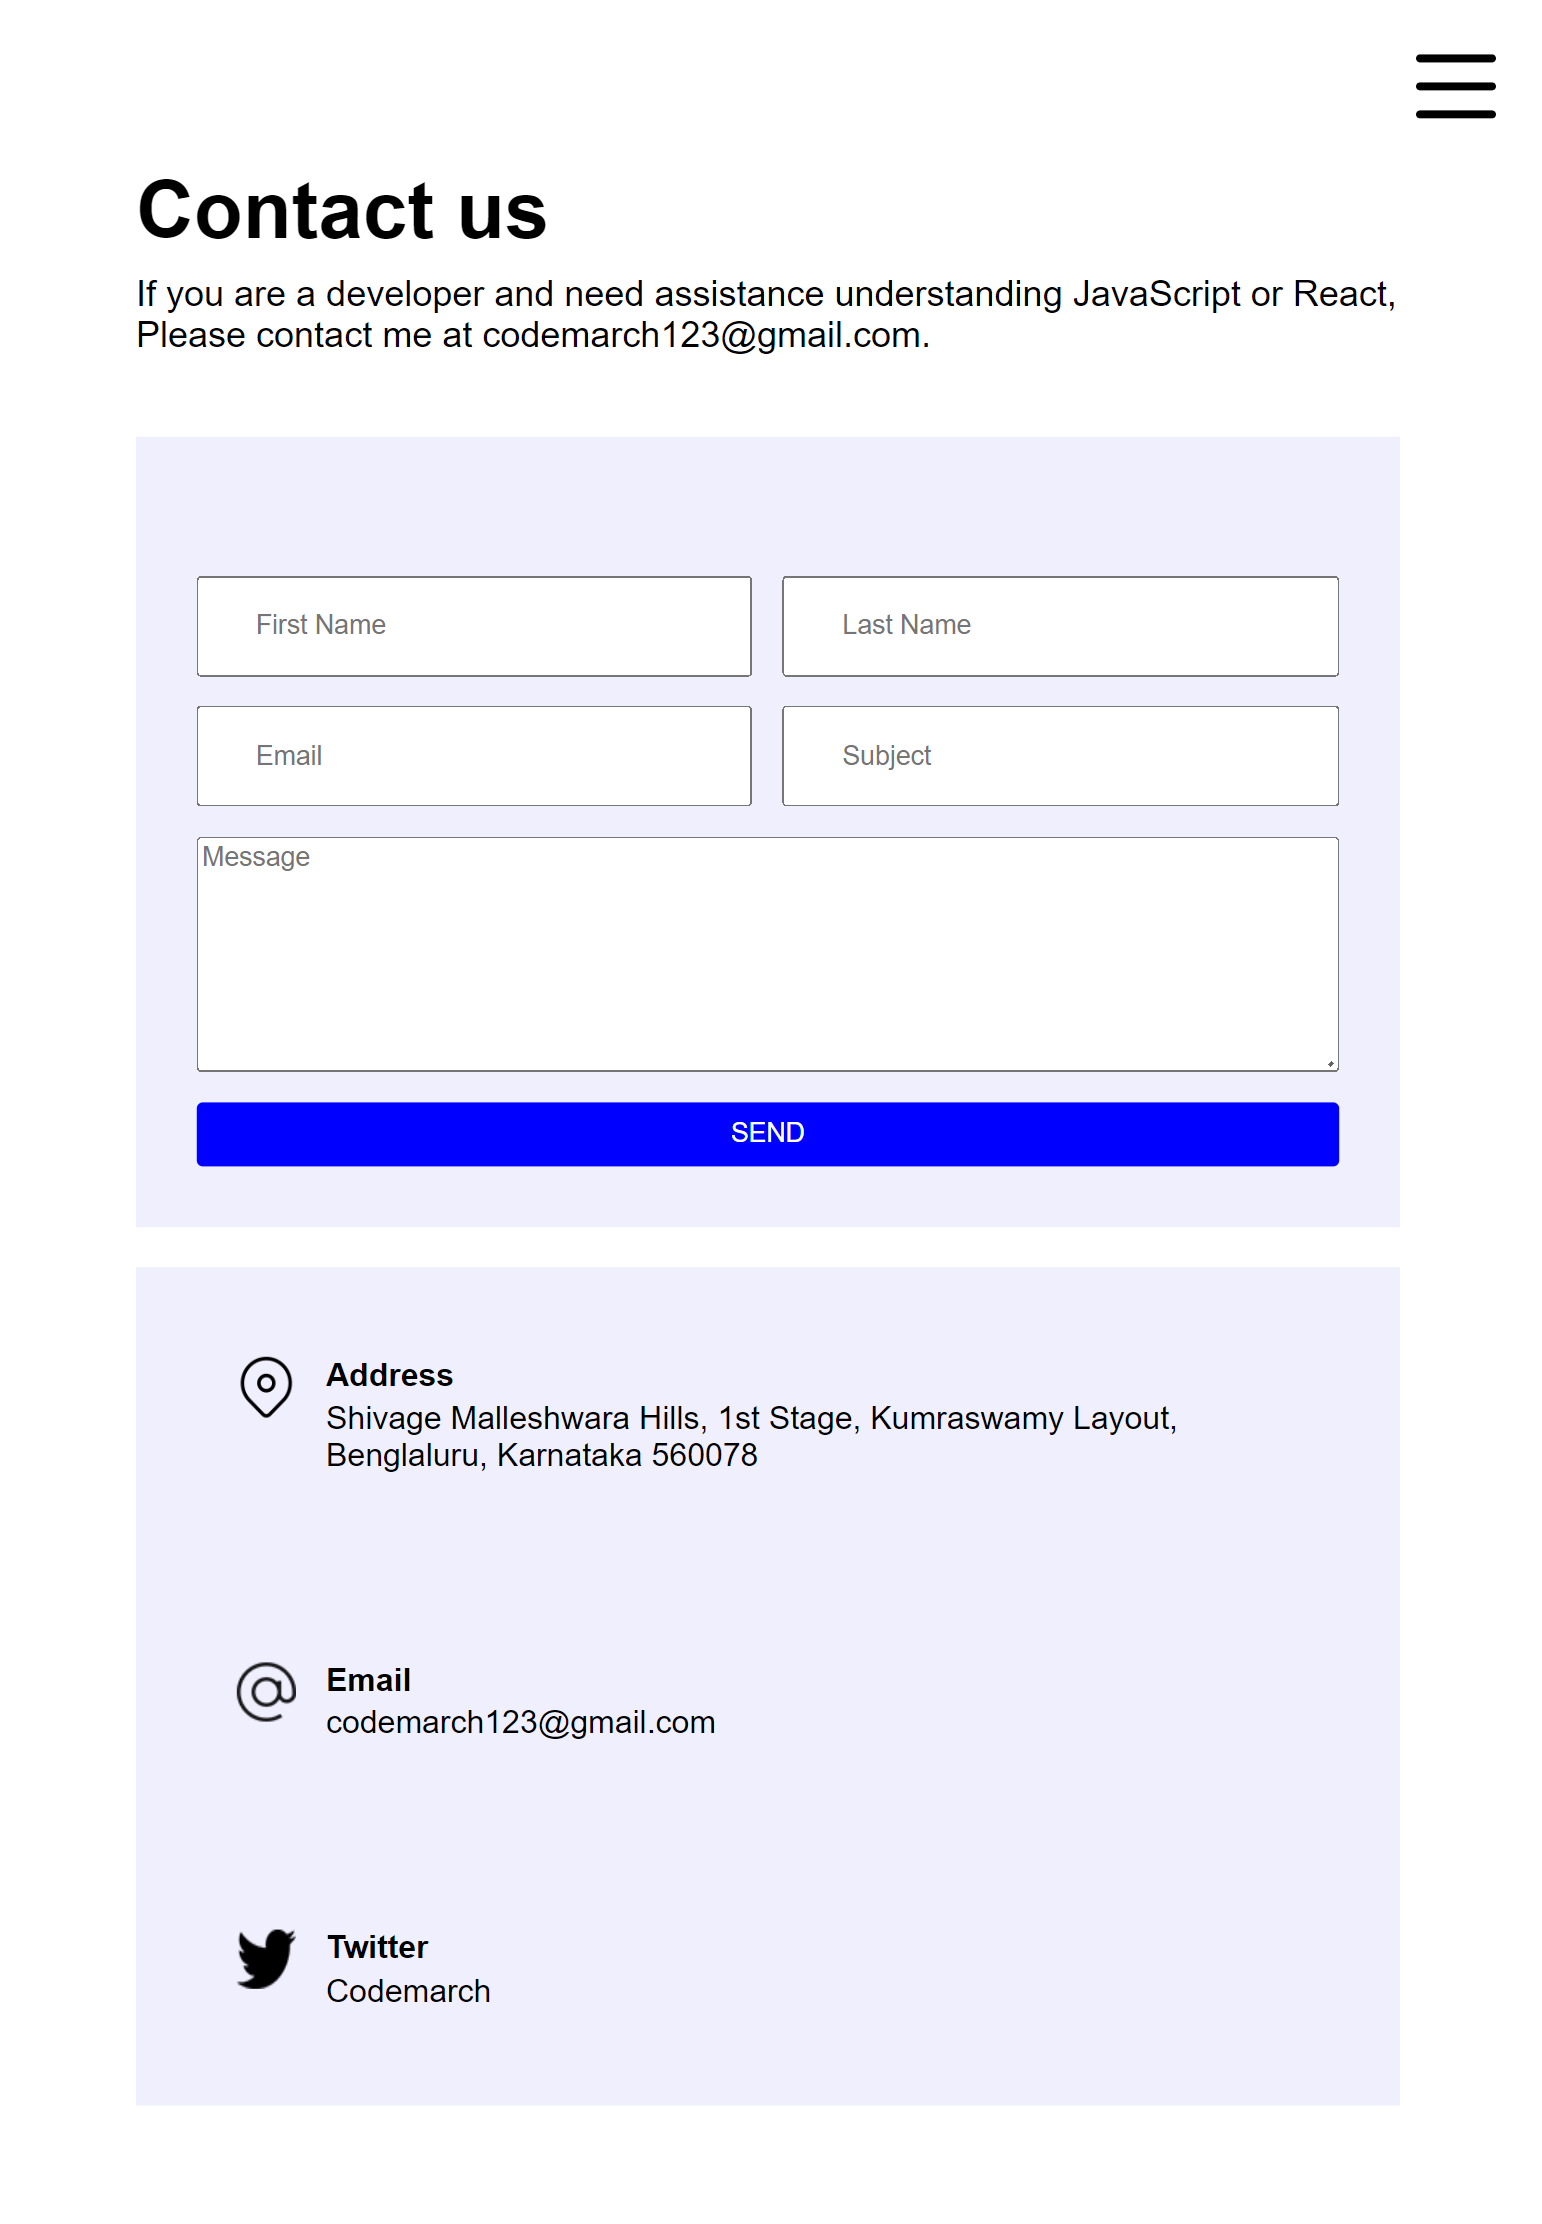 Contact us
If you are a developer and need assistance understanding JavaScript or React,
Please contact me at codemarch123@gmail.com.
First Name
Last Name
Email
Subject
Message
SEND
Address
Shivage Malleshwara Hills, 1st Stage, Kumraswamy Layout,
Benglaluru, Karnataka 560078
Email
codemarch123@gmail.com
Twitter
Codemarch